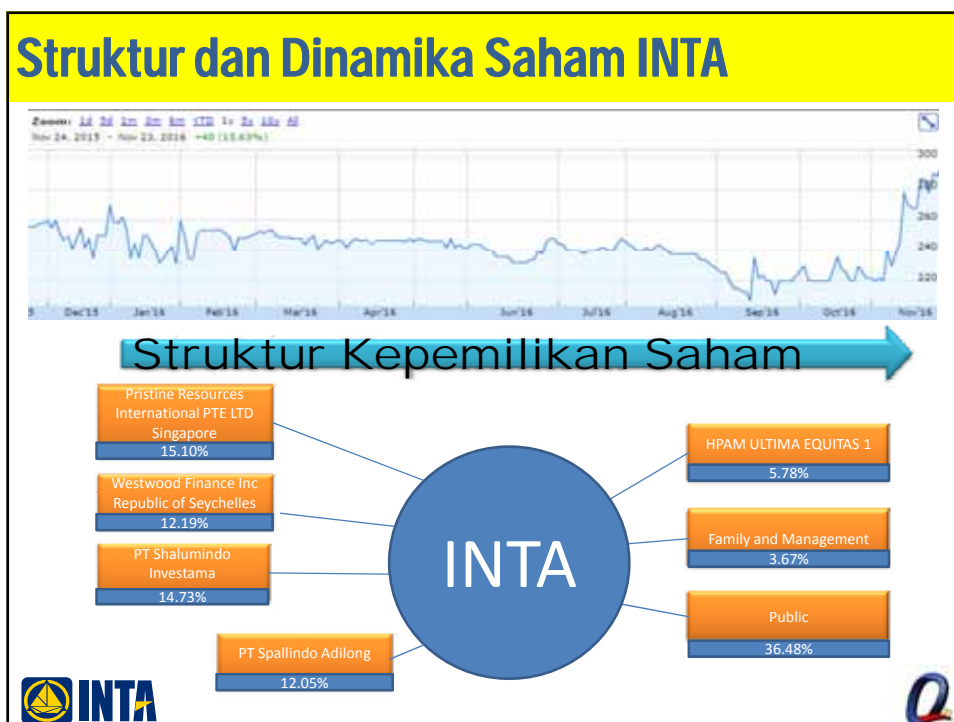 Struktur dan Dinamika Saham INTA
Zoom: 1d 5d 1m 3m 6m YTD 1y 5y 10y All
Nov 24, 2015 - Nov 23, 2016 +40 (15.63%)
300
280
260
240
220
Dec'15 Jan'16 Feb'16 Mar'16 Apr'16 Jun'16 Jul'16 Aug'16 Sep'16 Oct'16 Nov'16
Struktur Kepemilikan Saham
Pristine Resources
International PTE LTD
Singapore
15.10%
Westwood Finance Inc
Republic of Seychelles
12.19%
PT Shalumindo
Investama
14.73%
PT Spallindo Adilong
12.05%
INTA
HPAM ULTIMA EQUITAS 1
5.78%
Family and Management
3.67%
Public
36.48%
INTA
Q